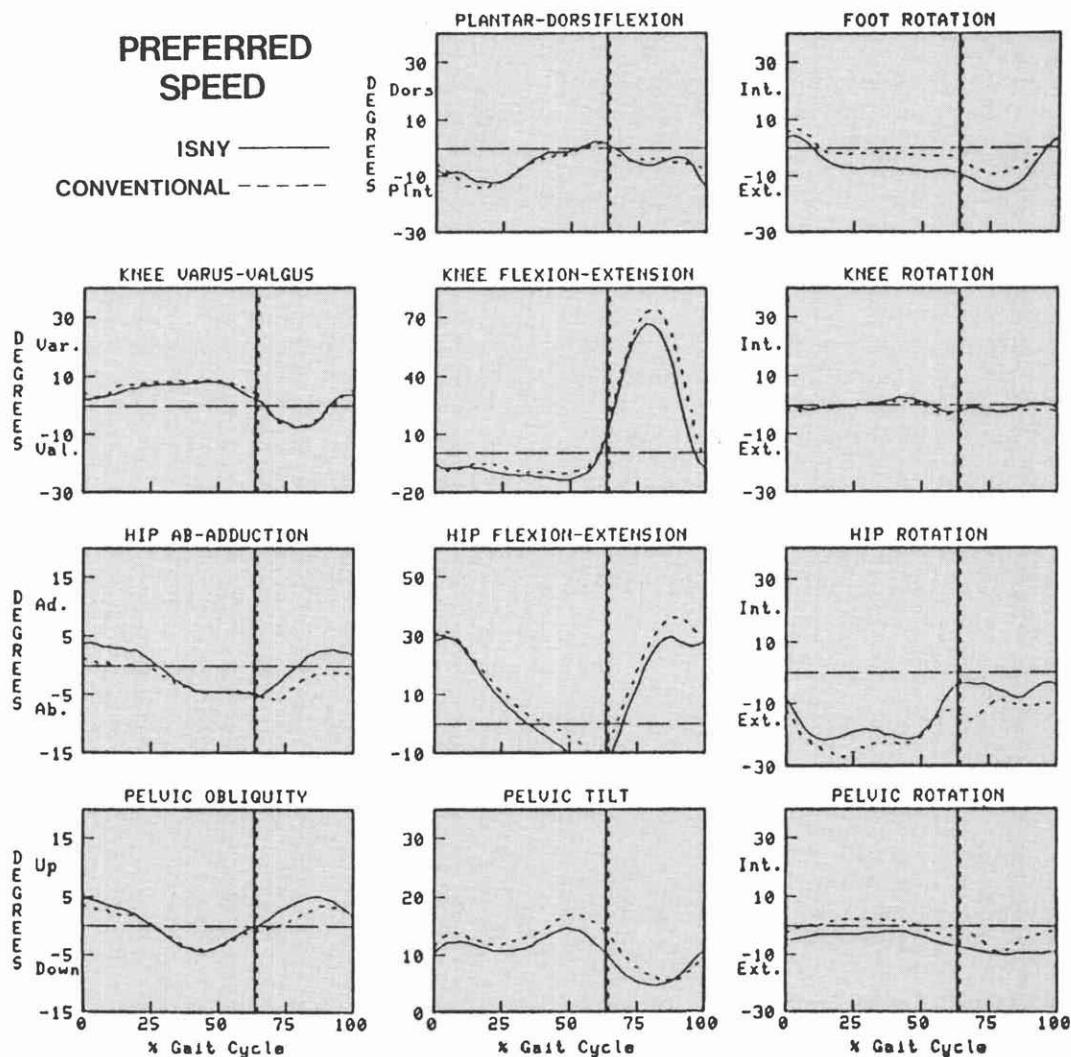 PREFERRED
SPEED
ISNY
CONVENTIONAL
PLANTAR-DORSIFLEXION
DEGREES
30
Dors
10
-10
Plnt
-30
FOOT ROTATION
30
Int.
10
-10
Ext.
-30
KNEE VARUS-VALGUS
DEGREES
30
Var.
10
-10
Val.
-30
KNEE FLEXION-EXTENSION
70
40
10
-20
KNEE ROTATION
30
Int.
10
-10
Ext.
-30
HIP AB-ADDUCTION
DEGREES
15
Ad.
5
-5
Ab.
-15
HIP FLEXION-EXTENSION
50
30
10
-10
HIP ROTATION
30
Int.
10
-10
Ext.
-30
PELVIC OBLIQUITY
DEGREES
15
Up
5
-5
Down
-15
0 25 50 75 100
% Gait Cycle
PELVIC TILT
30
20
10
0
0 25 50 75 100
% Gait Cycle
PELVIC ROTATION
30
Int.
10
-10
Ext.
-30
0 25 50 75 100
% Gait Cycle